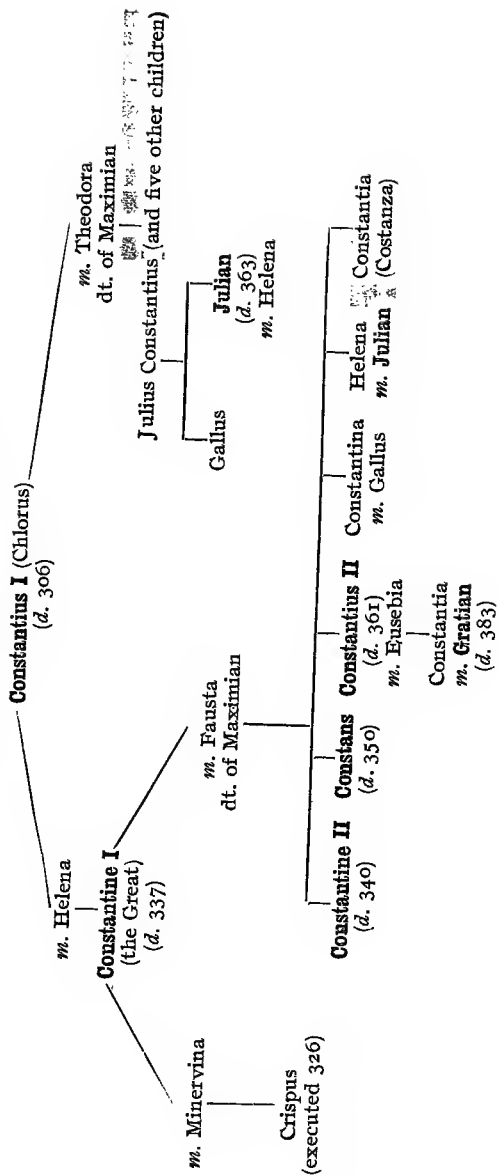 Constantius I (Chlorus)
(d. 306)
m. Helena
m. Theodora
dt. of Maximian
Constantine I
(the Great)
(d. 337)
Julius Constantius (and five other children)
Gallus
Julian
(d. 363)
m. Helena
m. Minervina
m. Fausta
dt. of Maximian
Crispus
(executed 326)
Constantine II
(d. 340)
Constans
(d. 350)
Constantius II
(d. 361)
m. Eusebia
Constantina
m. Gallus
Helena
m. Julian
Constantia
(Costanza)
Constantia
m. Gratian
(d. 383)